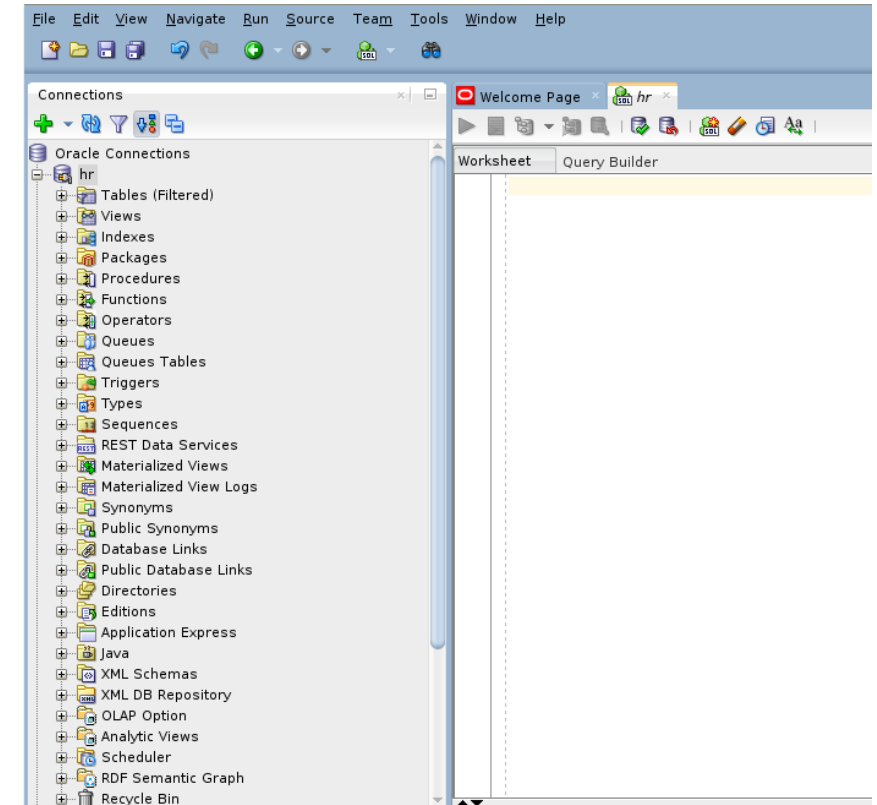 File Edit View Navigate Run Source Team Tools Window Help
Connections
Welcome Page
hr
Oracle Connections
Worksheet Query Builder
hr
Tables (Filtered)
Views
Indexes
Packages
Procedures
Functions
Operators
Queues
Queues Tables
Triggers
Types
Sequences
REST Data Services
Materialized Views
Materialized View Logs
Synonyms
Public Synonyms
Database Links
Public Database Links
Directories
Editions
Application Express
Java
XML Schemas
XML DB Repository
OLAP Option
Analytic Views
Scheduler
RDF Semantic Graph
Recycle Bin